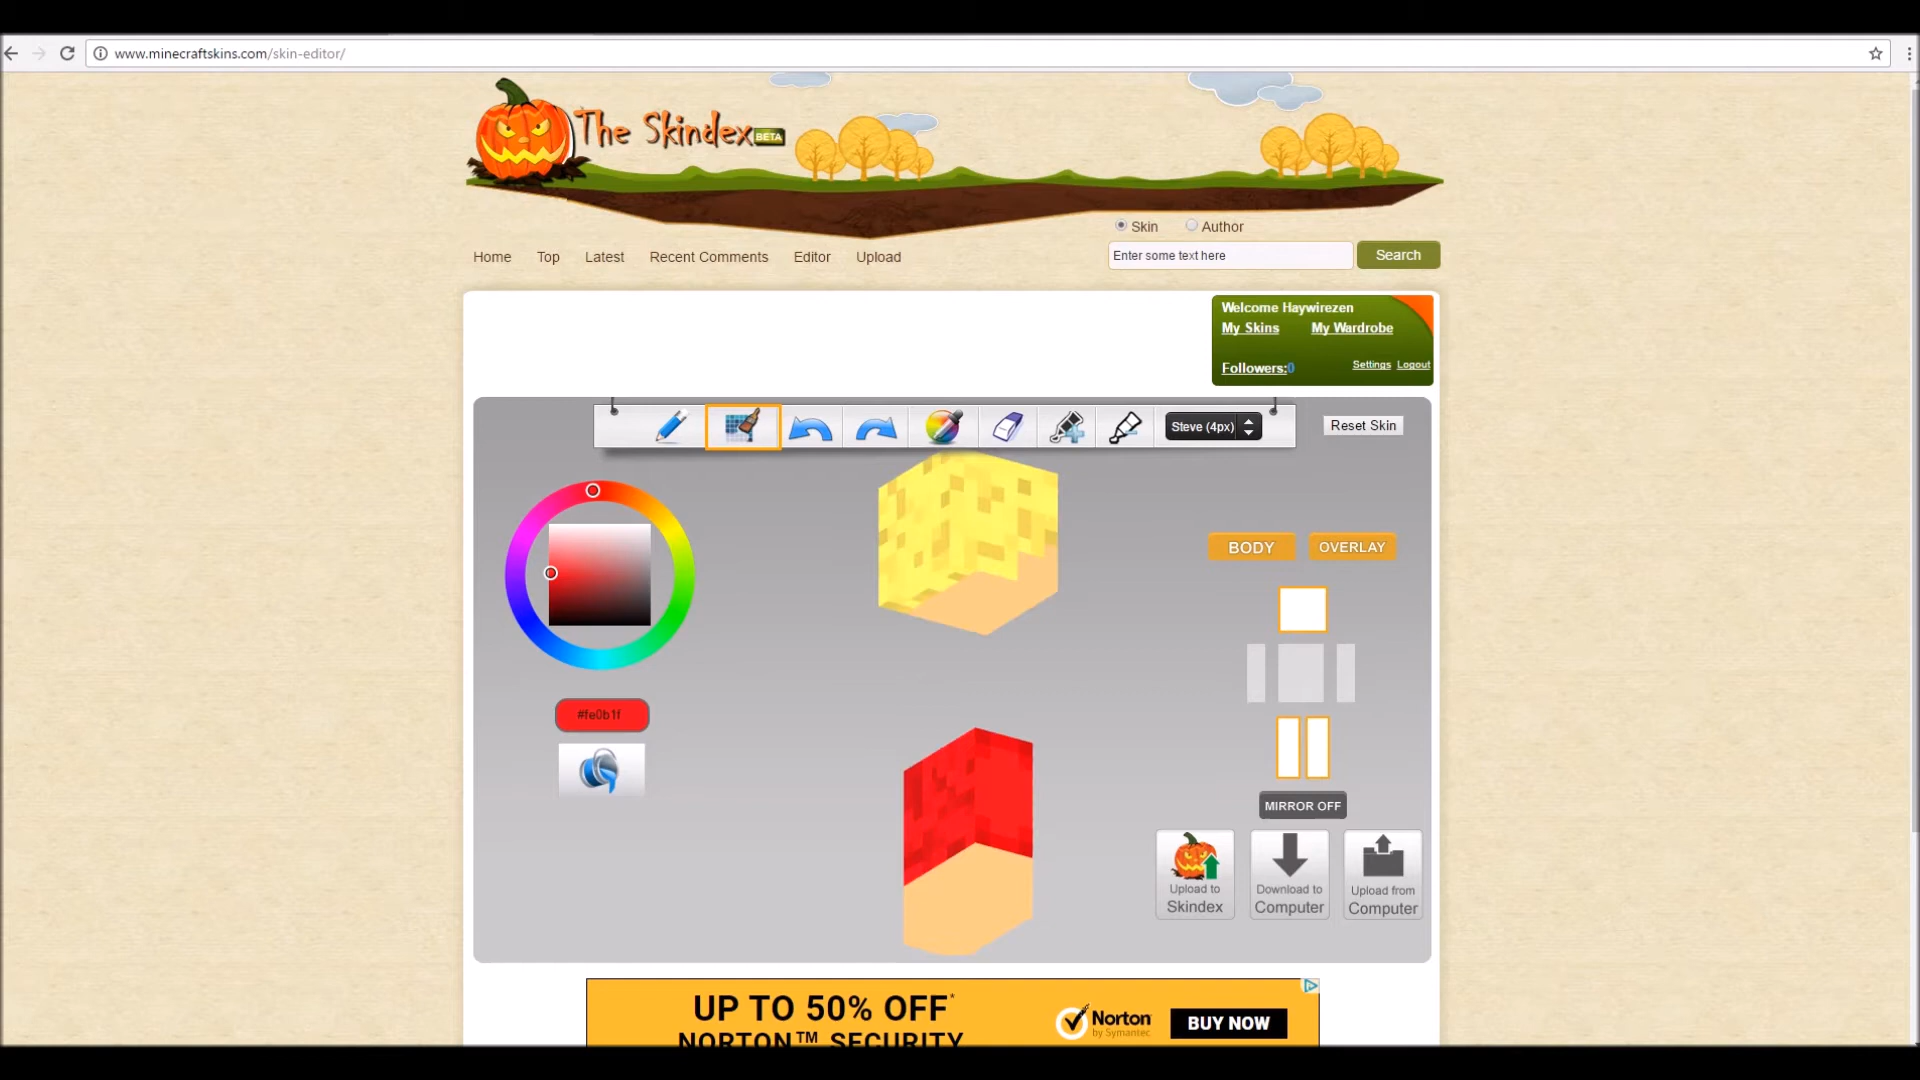 www.minecraftskins.com/skin-editor/
The Skindex BETA
Skin Author
Home Top Latest Recent Comments Editor Upload
Enter some text here Search
Welcome Haywirezen
My Skins My Wardrobe
Followers:0 Settings Logout
Steve (4px) Reset Skin
BODY OVERLAY
#fe0b1f
MIRROR OFF
Upload to Skindex
Download to Computer
Upload from Computer
UP TO 50% OFF*
NORTON™ SECURITY
Norton
by Symantec
BUY NOW